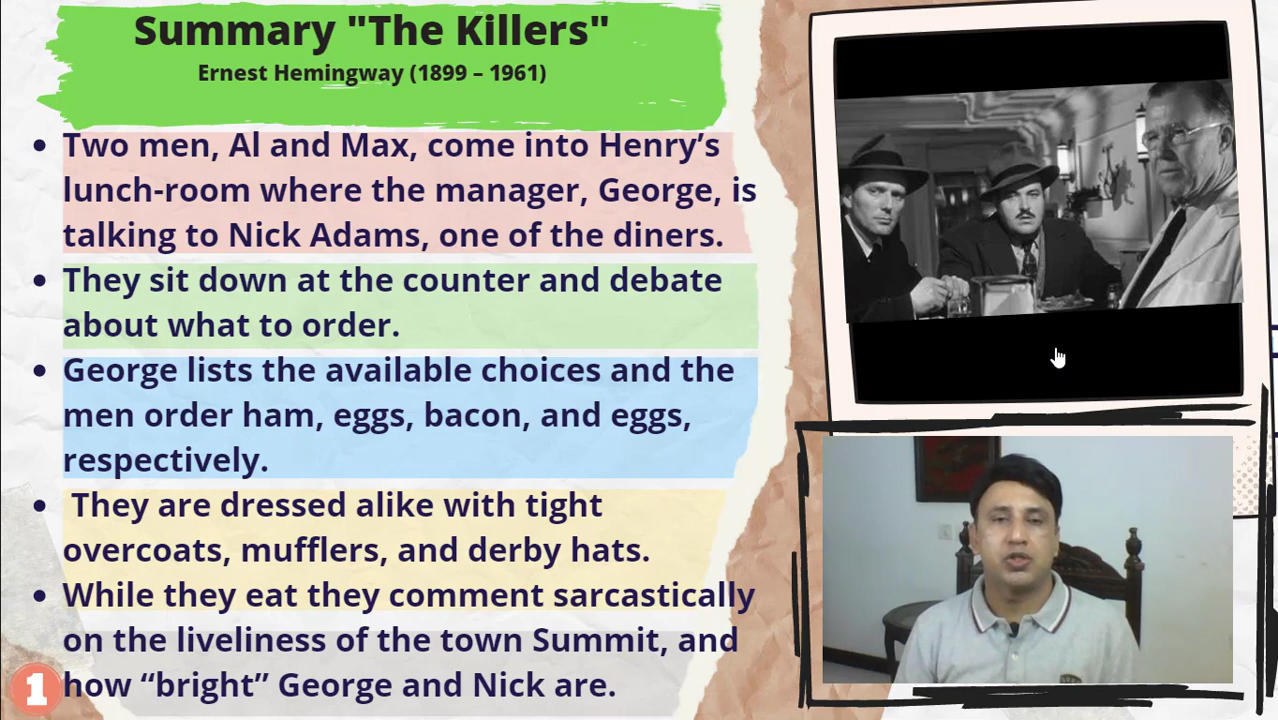 Summary "The Killers"
Ernest Hemingway (1899 – 1961)
• Two men, Al and Max, come into Henry’s
lunch-room where the manager, George, is
talking to Nick Adams, one of the diners.
• They sit down at the counter and debate
about what to order.
• George lists the available choices and the
men order ham, eggs, bacon, and eggs,
respectively.
• They are dressed alike with tight
overcoats, mufflers, and derby hats.
• While they eat they comment sarcastically
on the liveliness of the town Summit, and
how “bright” George and Nick are.
1